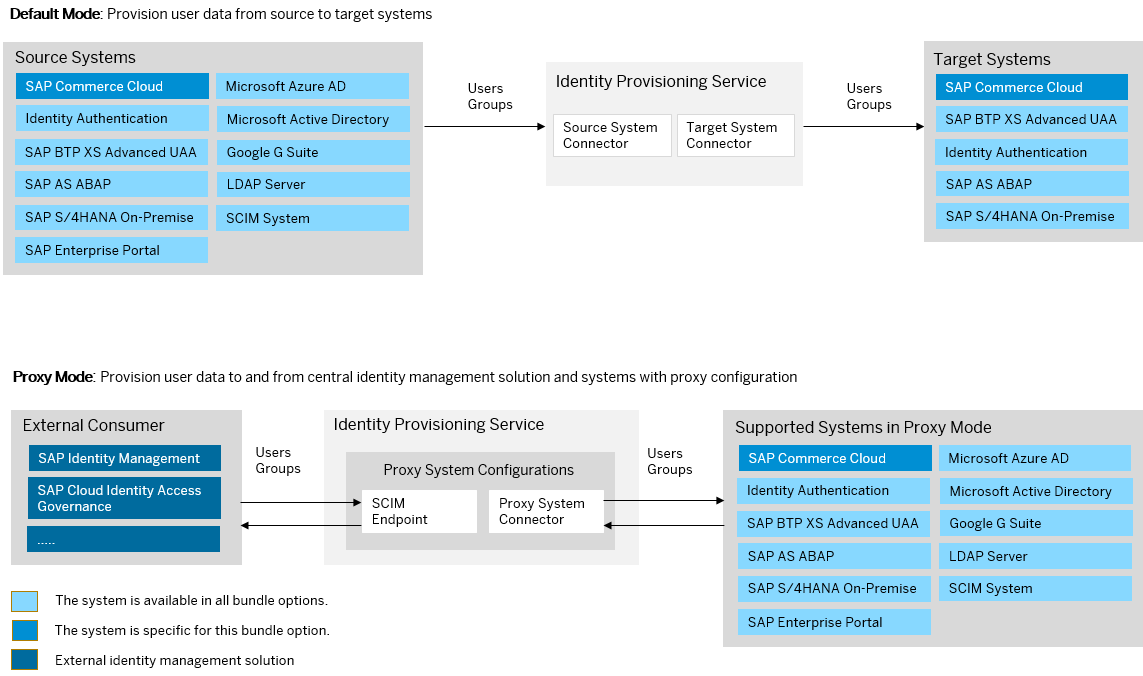 Default Mode: Provision user data from source to target systems
Source Systems
SAP Commerce Cloud
Identity Authentication
SAP BTP XS Advanced UAA
SAP AS ABAP
SAP S/4HANA On-Premise
SAP Enterprise Portal
Microsoft Azure AD
Microsoft Active Directory
Google G Suite
LDAP Server
SCIM System
Users
Groups
Identity Provisioning Service
Source System
Connector
Target System
Connector
Users
Groups
Target Systems
SAP Commerce Cloud
SAP BTP XS Advanced UAA
Identity Authentication
SAP AS ABAP
SAP S/4HANA On-Premise
Proxy Mode: Provision user data to and from central identity management solution and systems with proxy configuration
External Consumer
SAP Identity Management
SAP Cloud Identity Access
Governance
.....
Users
Groups
Identity Provisioning Service
Proxy System Configurations
SCIM
Endpoint
Proxy System
Connector
Users
Groups
Supported Systems in Proxy Mode
SAP Commerce Cloud
Identity Authentication
SAP BTP XS Advanced UAA
SAP AS ABAP
SAP S/4HANA On-Premise
SAP Enterprise Portal
Microsoft Azure AD
Microsoft Active Directory
Google G Suite
LDAP Server
SCIM System
The system is available in all bundle options.
The system is specific for this bundle option.
External identity management solution